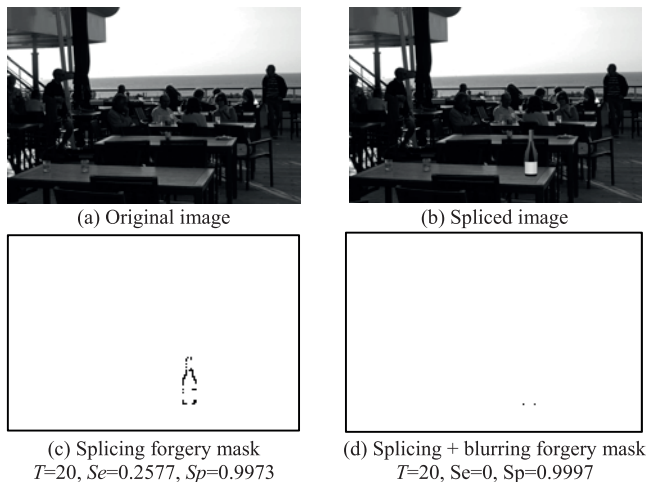 (a) Original image
(b) Spliced image
(c) Splicing forgery mask
T=20, Se=0.2577, Sp=0.9973
(d) Splicing + blurring forgery mask
T=20, Se=0, Sp=0.9997